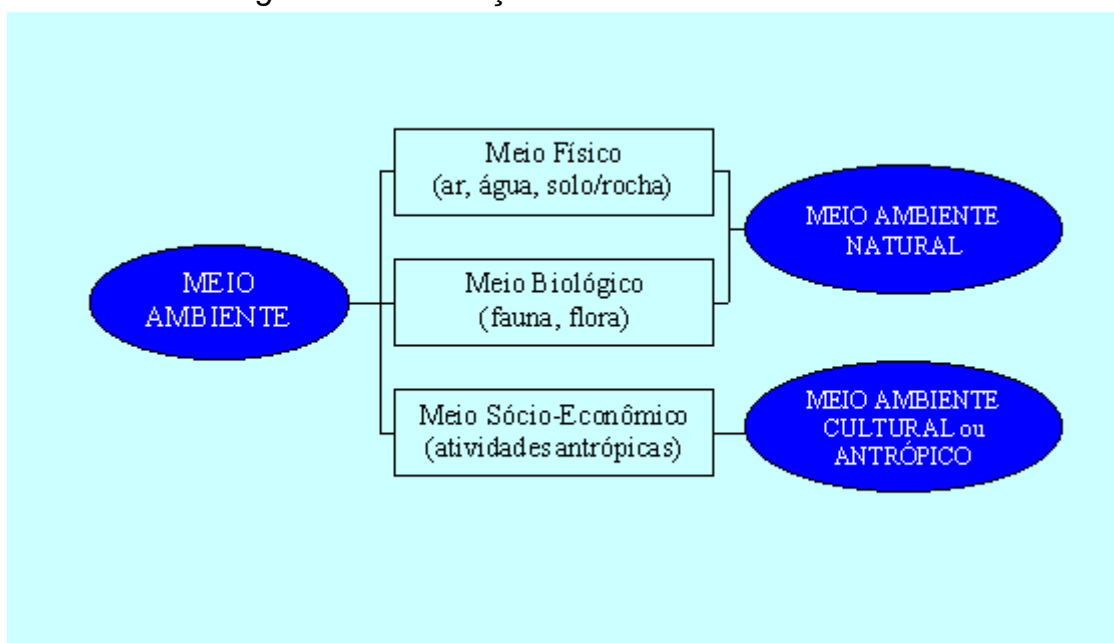 MEIO
AMBIENTE
Meio Físico
(ar, água, solo/rocha)
Meio Biológico
(fauna, flora)
Meio Sócio-Econômico
(atividades antrópicas)
MEIO AMBIENTE
NATURAL
MEIO AMBIENTE
CULTURAL ou
ANTRÓPICO